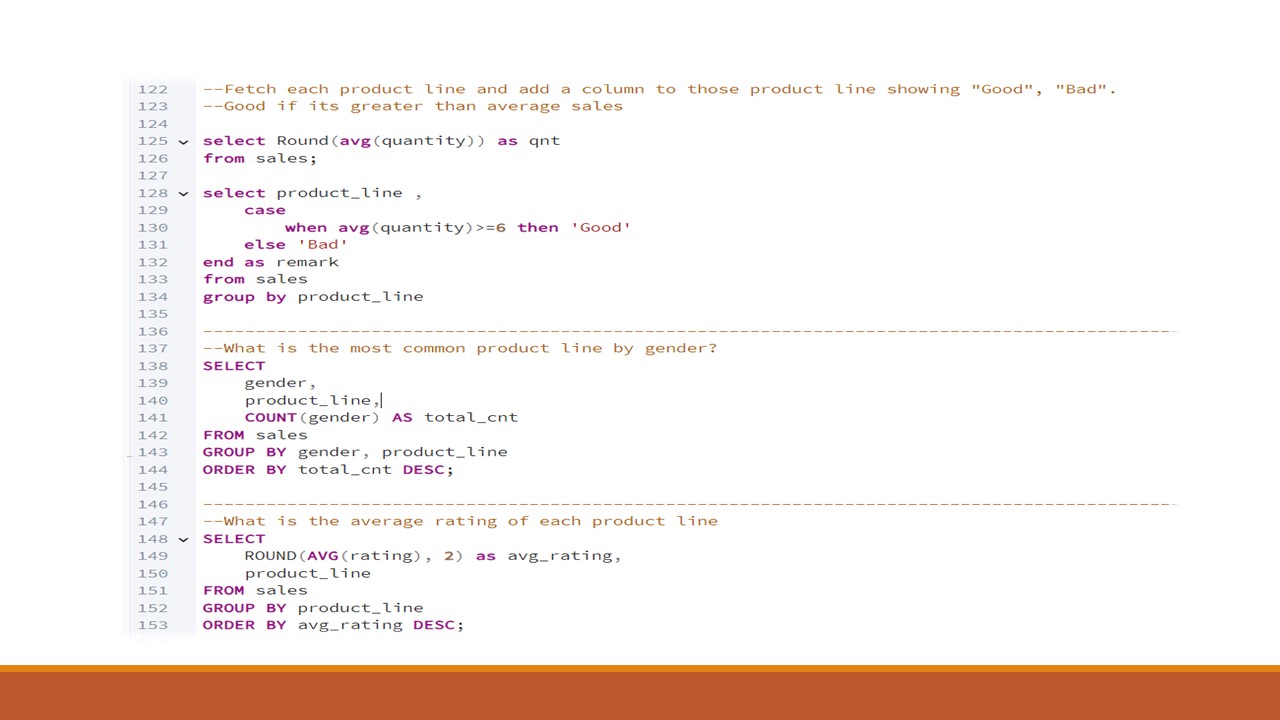 122 --Fetch each product line and add a column to those product line showing "Good", "Bad".
123 --Good if its greater than average sales
124
125 select Round(avg(quantity)) as qnt
126 from sales;
127
128 select product_line ,
129 case
130 when avg(quantity)>=6 then 'Good'
131 else 'Bad'
132 end as remark
133 from sales
134 group by product_line
135
136 --------------------------------------------------------------------------------------------
137 --What is the most common product line by gender?
138 SELECT
139 gender,
140 product_line,
141 COUNT(gender) AS total_cnt
142 FROM sales
143 GROUP BY gender, product_line
144 ORDER BY total_cnt DESC;
145
146 --------------------------------------------------------------------------------------------
147 --What is the average rating of each product line
148 SELECT
149 ROUND(AVG(rating), 2) as avg_rating,
150 product_line
151 FROM sales
152 GROUP BY product_line
153 ORDER BY avg_rating DESC;